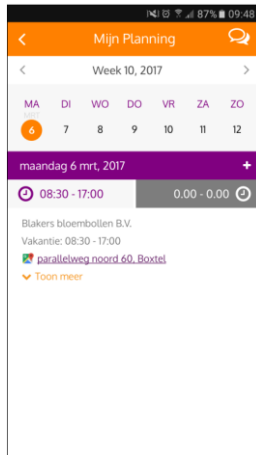 87% 09:48
Mijn Planning
Week 10, 2017
MA DI WO DO VR ZA ZO
6 7 8 9 10 11 12
maandag 6 mrt, 2017 +
08:30 - 17:00 0.00 - 0.00
Blakers bloembollen B.V.
Vakantie: 08:30 - 17:00
parallelweg noord 60, Boxtel
Toon meer